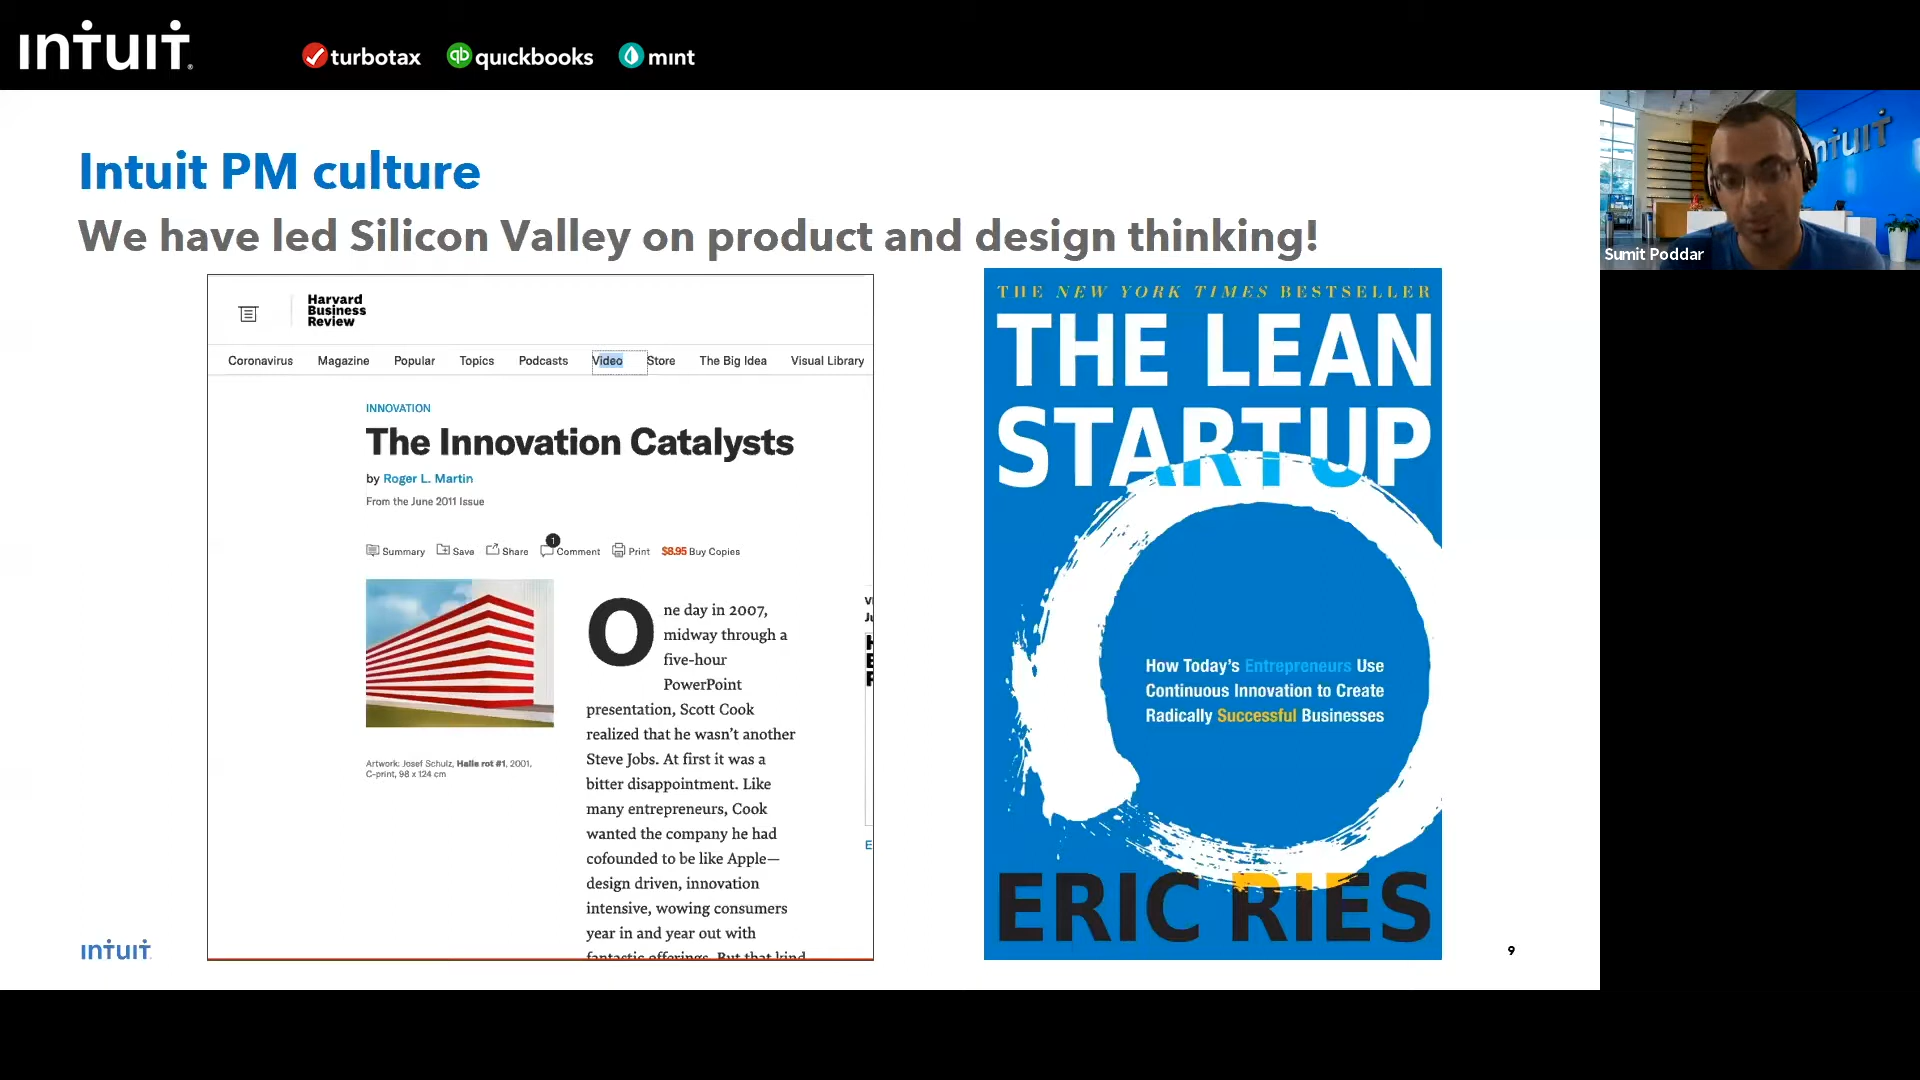 ıntuıt.
turbotax
qb quickbooks
mint
Intuit PM culture
We have led Silicon Valley on product and design thinking!
Harvard
Business
Review
Coronavirus Magazine Popular Topics Podcasts Video Store The Big Idea Visual Library
INNOVATION
The Innovation Catalysts
by Roger L. Martin
From the June 2011 Issue
1
Summary Save Share Comment Print $8.95 Buy Copies
One day in 2007,
midway through a
five-hour
PowerPoint
presentation, Scott Cook
realized that he wasn't another
Steve Jobs. At first it was a
bitter disappointment. Like
many entrepreneurs, Cook
wanted the company he had
cofounded to be like Apple—
design driven, innovation
intensive, wowing consumers
year in and year out with
fantastic offerings. But that kind
Artwork: Josef Schulz, Halle rot #1, 2001,
C-print, 98 x 124 cm
THE NEW YORK TIMES BESTSELLER
THE LEAN
STARTUP
How Today's Entrepreneurs Use
Continuous Innovation to Create
Radically Successful Businesses
ERIC RIES
intuit
9
intuit
Sumit Poddar